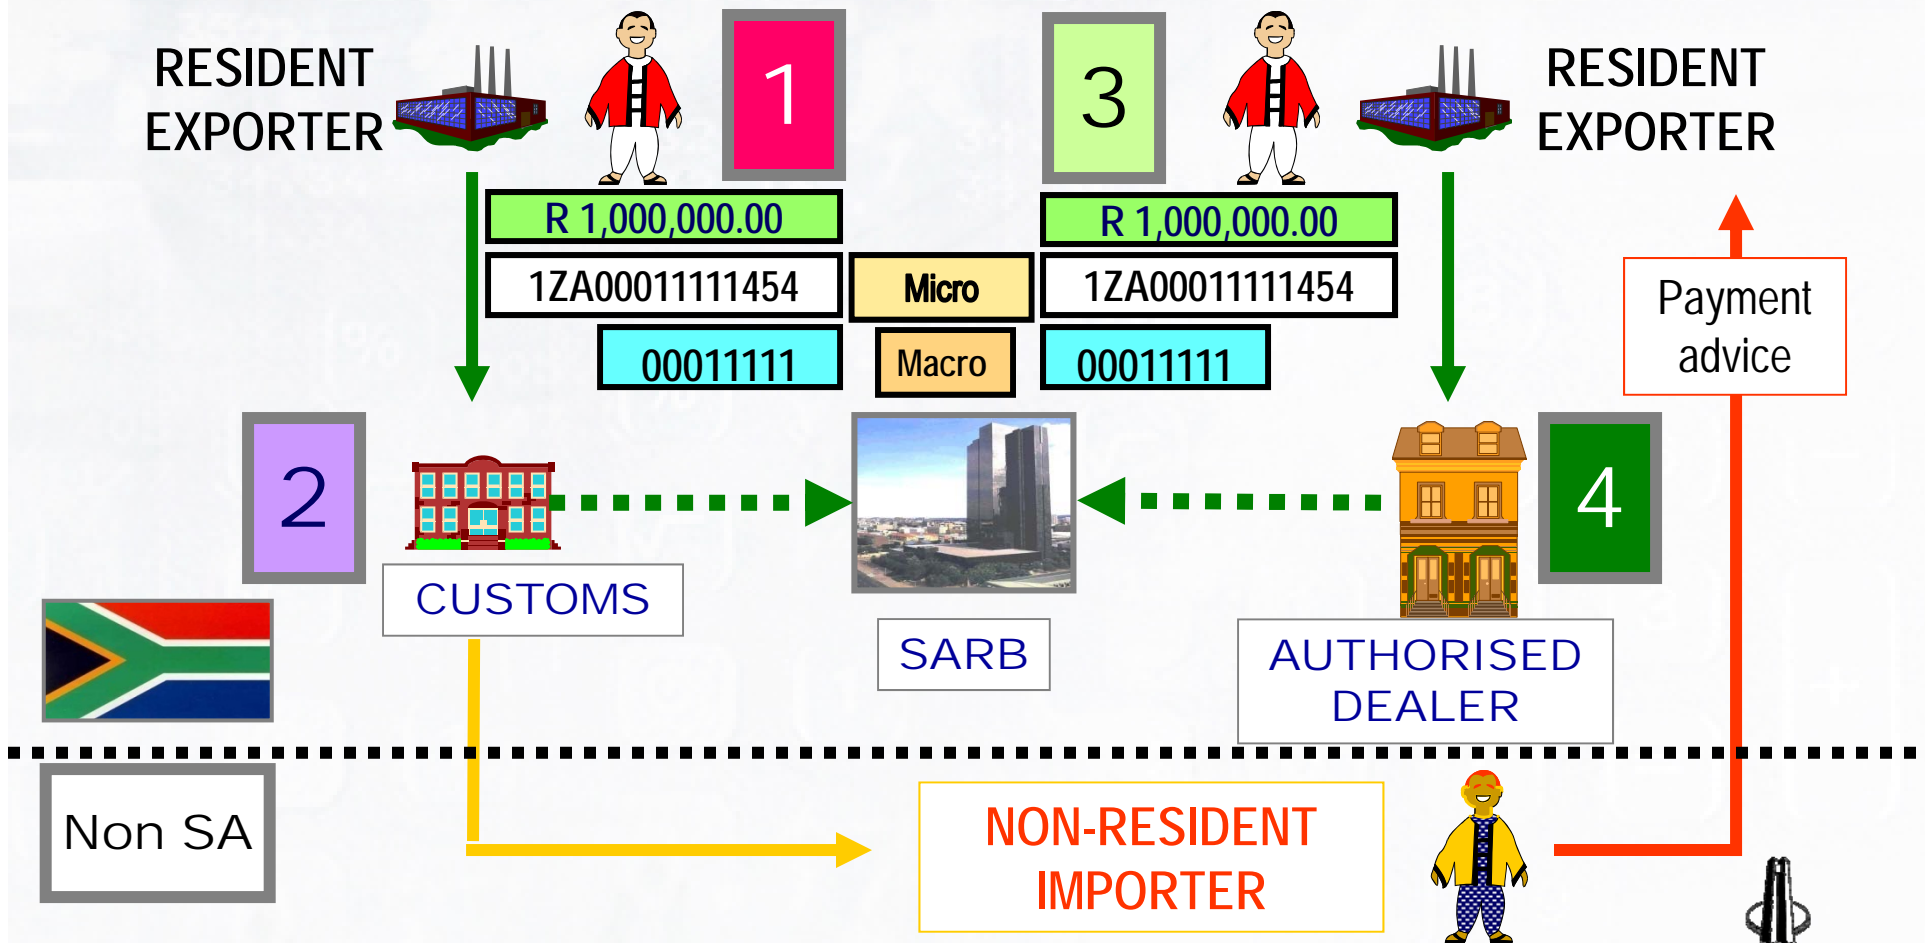 RESIDENT
EXPORTER
1
3
RESIDENT
EXPORTER
R 1,000,000.00
R 1,000,000.00
1ZA00011111454
Micro
1ZA00011111454
00011111
Macro
00011111
Payment
advice
2
4
CUSTOMS
SARB
AUTHORISED
DEALER
Non SA
NON-RESIDENT
IMPORTER